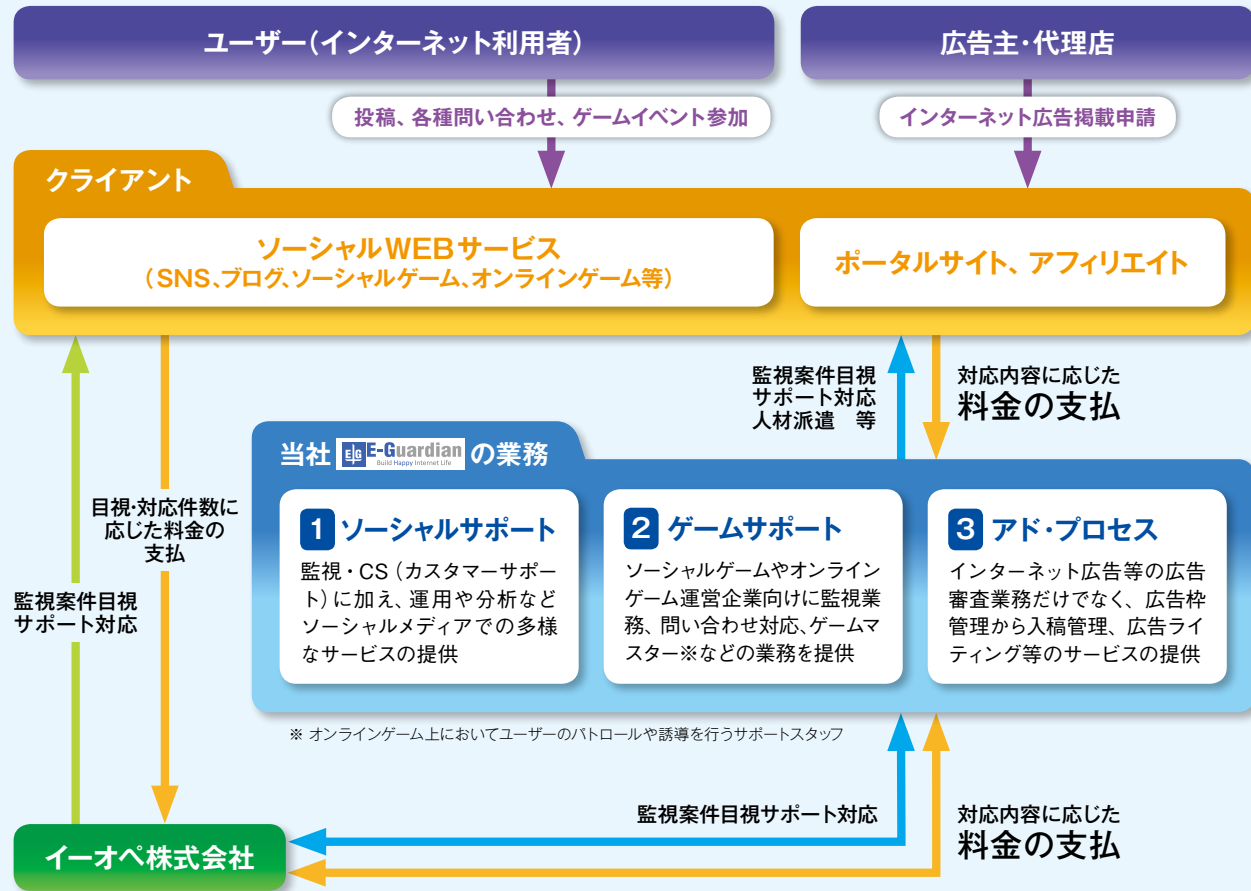 ユーザー（インターネット利用者）
広告主・代理店
投稿、各種問い合わせ、ゲームイベント参加
インターネット広告掲載申請
クライアント
ソーシャルWEBサービス
（SNS、ブログ、ソーシャルゲーム、オンラインゲーム等）
ポータルサイト、アフィリエイト
監視案件目視
サポート対応
人材派遣　等
対応内容に応じた
料金の支払
当社 EG E-Guardian の業務
Build Happy Internet Life
目視・対応件数に
応じた料金の
支払
監視案件目視
サポート対応
1 ソーシャルサポート
監視・CS（カスタマーサポー
ト）に加え、運用や分析など
ソーシャルメディアでの多様
なサービスの提供
2 ゲームサポート
ソーシャルゲームやオンライン
ゲーム運営企業向けに監視業
務、問い合わせ対応、ゲームマ
スター※などの業務を提供
3 アド・プロセス
インターネット広告等の広告
審査業務だけでなく、広告枠
管理から入稿管理、広告ライ
ティング等のサービスの提供
※ オンラインゲーム上においてユーザーのパトロールや誘導を行うサポートスタッフ
監視案件目視サポート対応
対応内容に応じた
料金の支払
イーオペ株式会社